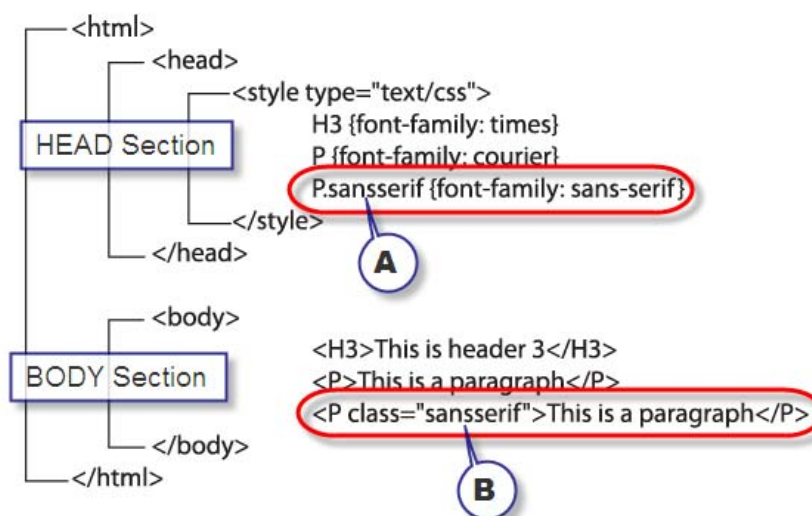 <html>
<head>
<style type="text/css">
H3 {font-family: times}
HEAD Section
P {font-family: courier}
P.sansserif {font-family: sans-serif}
</style>
</head>
A
<body>
<H3>This is header 3</H3>
BODY Section
<P>This is a paragraph</P>
<P class="sansserif">This is a paragraph</P>
</body>
</html>
B